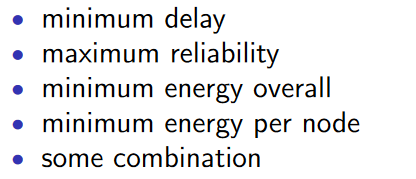 • minimum delay
• maximum reliability
• minimum energy overall
• minimum energy per node
• some combination